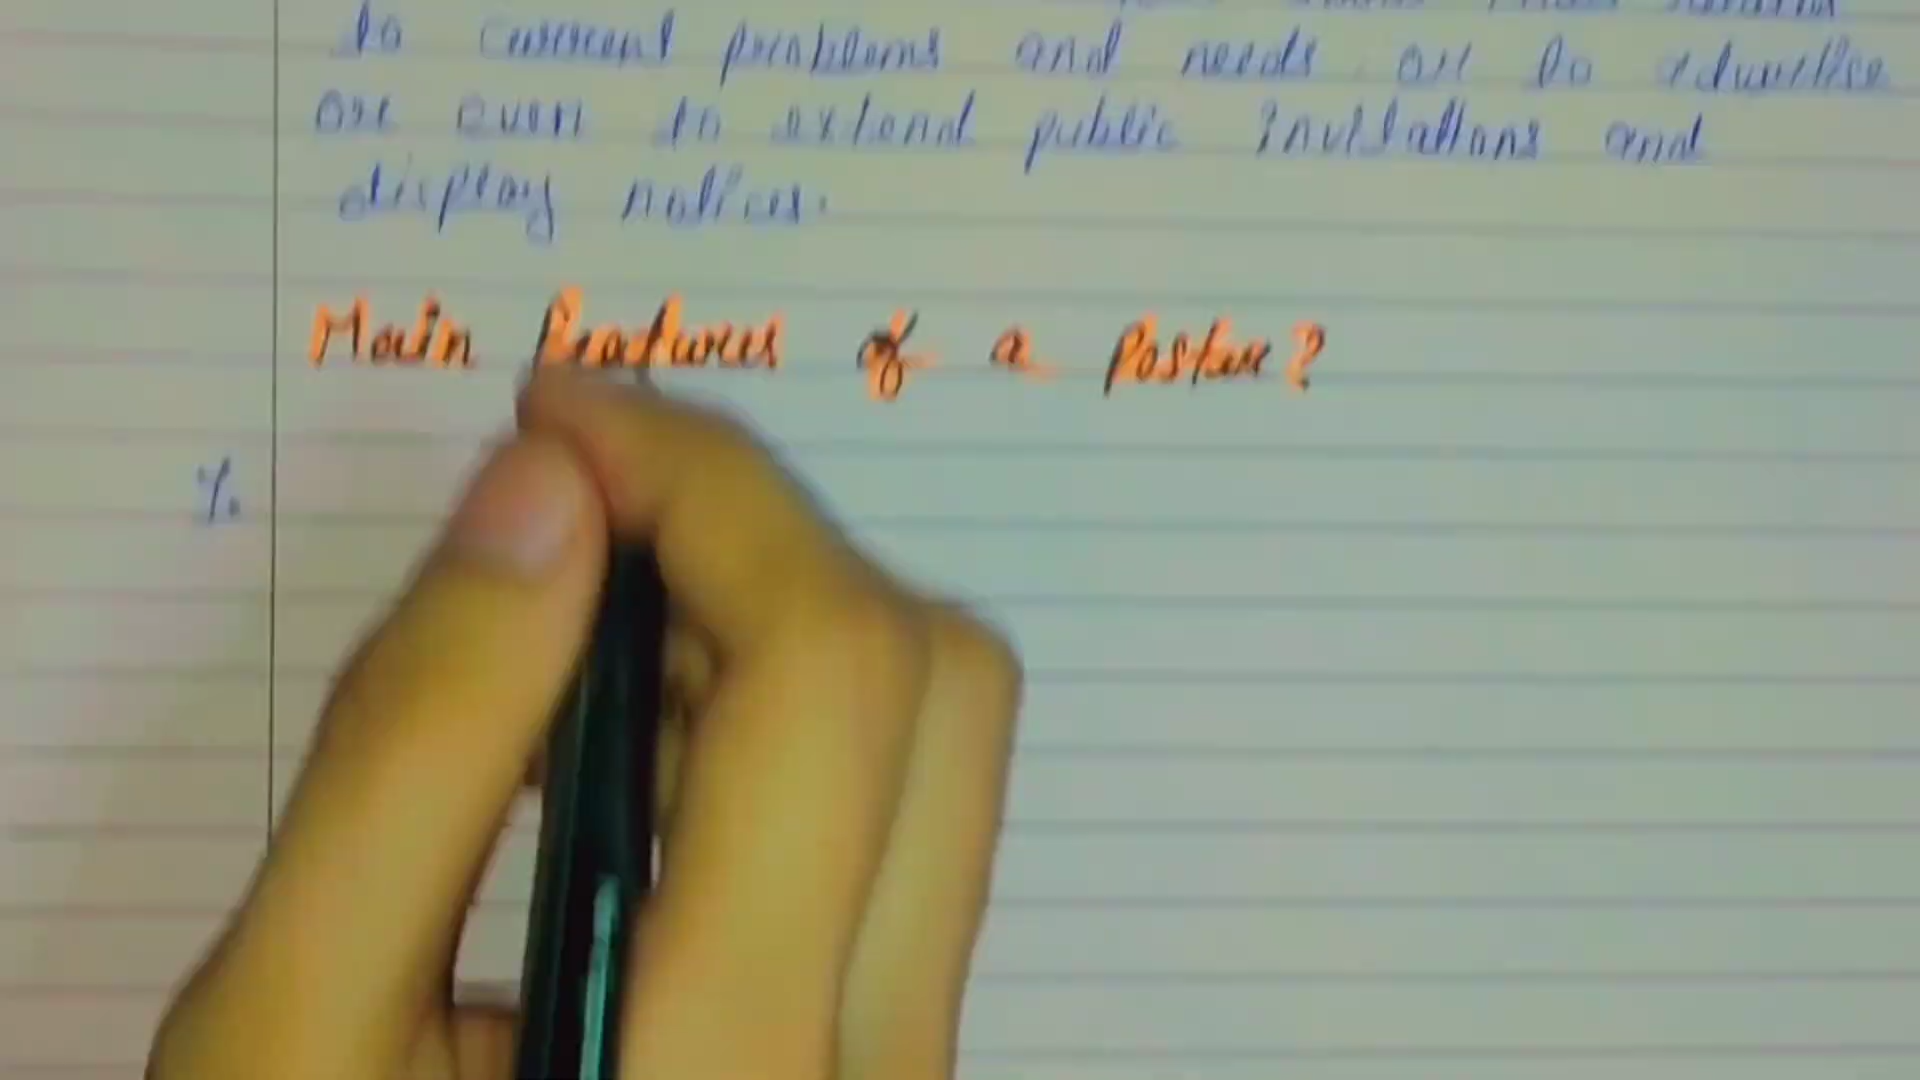 to current problems and needs or to advertise
or even to extend public invitations and
display notices.
Main Features of a Poster?